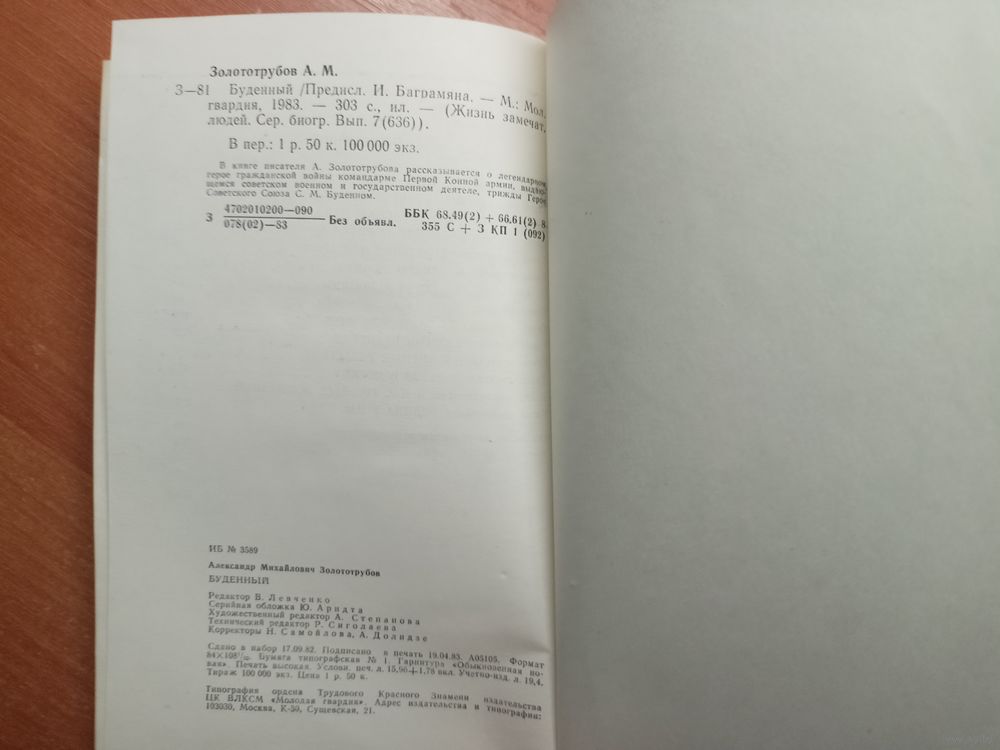 Золототрубов А. М.
З—81 Буденный /Предисл. И. Баграмяна. — М.: Мол.
гвардия, 1983. — 303 с., ил. — (Жизнь замечат.
людей. Сер. биогр. Вып. 7(636)).
В пер.: 1 р. 50 к. 100 000 экз.
В книге писателя А. Золототрубова рассказывается о легендарном
герое гражданской войны командарме Первой Конной армии, выдаю-
щемся советском военном и государственном деятеле, трижды Герое
Советского Союза С. М. Буденном.
З 4702010200—090
078(02)—83
Без объявл.
ББК 68.49(2) + 66.61(2) 8
355 С + З КП 1 (092)
ИБ № 3589
Александр Михайлович Золототрубов
БУДЕННЫЙ
Редактор В. Левченко
Серийная обложка Ю. Арндта
Художественный редактор А. Степанова
Технический редактор Р. Сиголаева
Корректоры Н. Самойлова, А. Долидзе
Сдано в набор 17.09.82. Подписано в печать 19.04.83. А05105. Формат
84×108¹/₃₂. Бумага типографская № 1. Гарнитура «Обыкновенная но-
вая». Печать высокая. Условн. печ. л. 15,96+1,78 вкл. Учетно-изд. л. 19,4.
Тираж 100 000 экз. Цена 1 р. 50 к.
Типография ордена Трудового Красного Знамени издательства
ЦК ВЛКСМ «Молодая гвардия». Адрес издательства и типографии:
103030, Москва, К-30, Сущевская, 21.